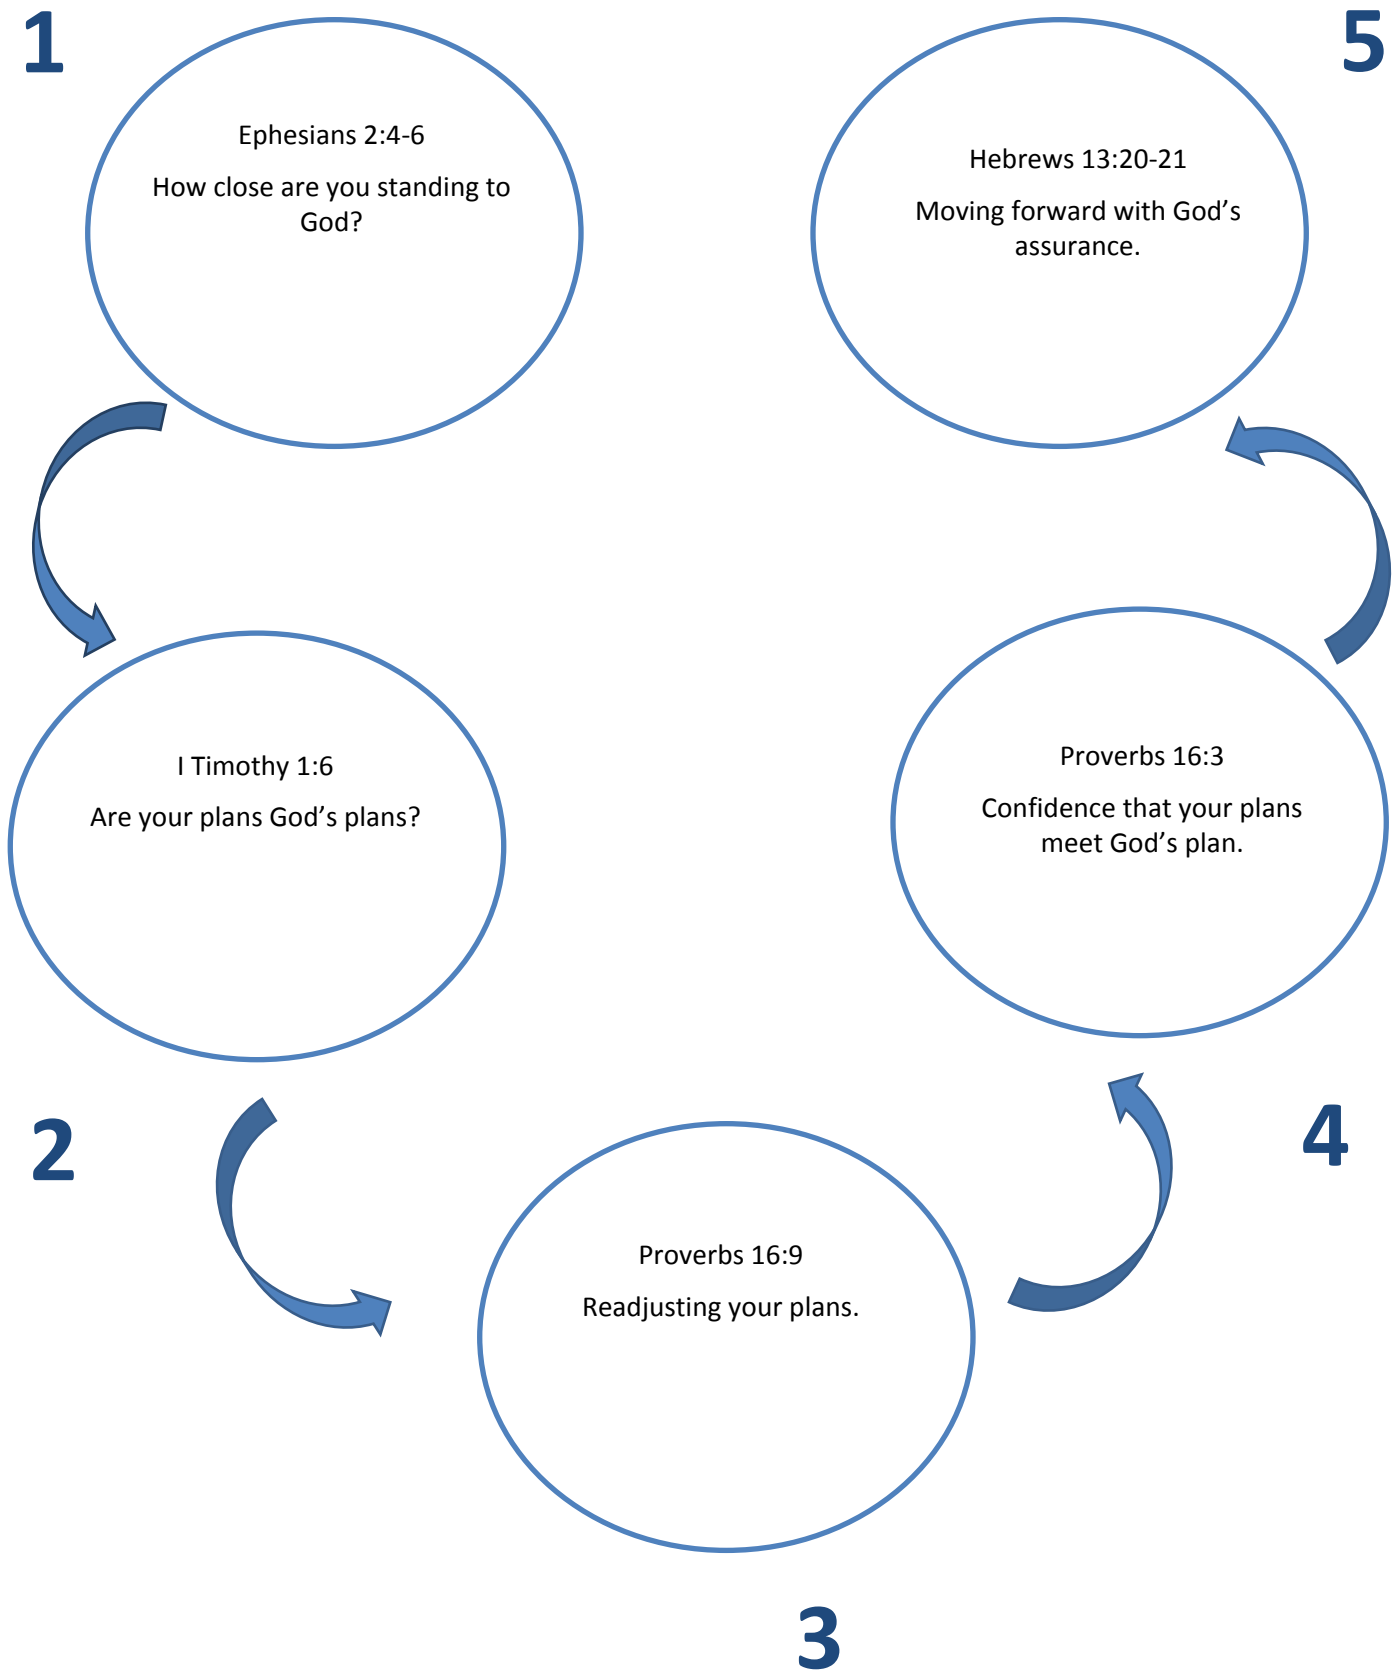 1
Ephesians 2:4-6
How close are you standing to
God?
I Timothy 1:6
Are your plans God’s plans?
2
Proverbs 16:9
Readjusting your plans.
3
Proverbs 16:3
Confidence that your plans
meet God’s plan.
4
5
Hebrews 13:20-21
Moving forward with God’s
assurance.